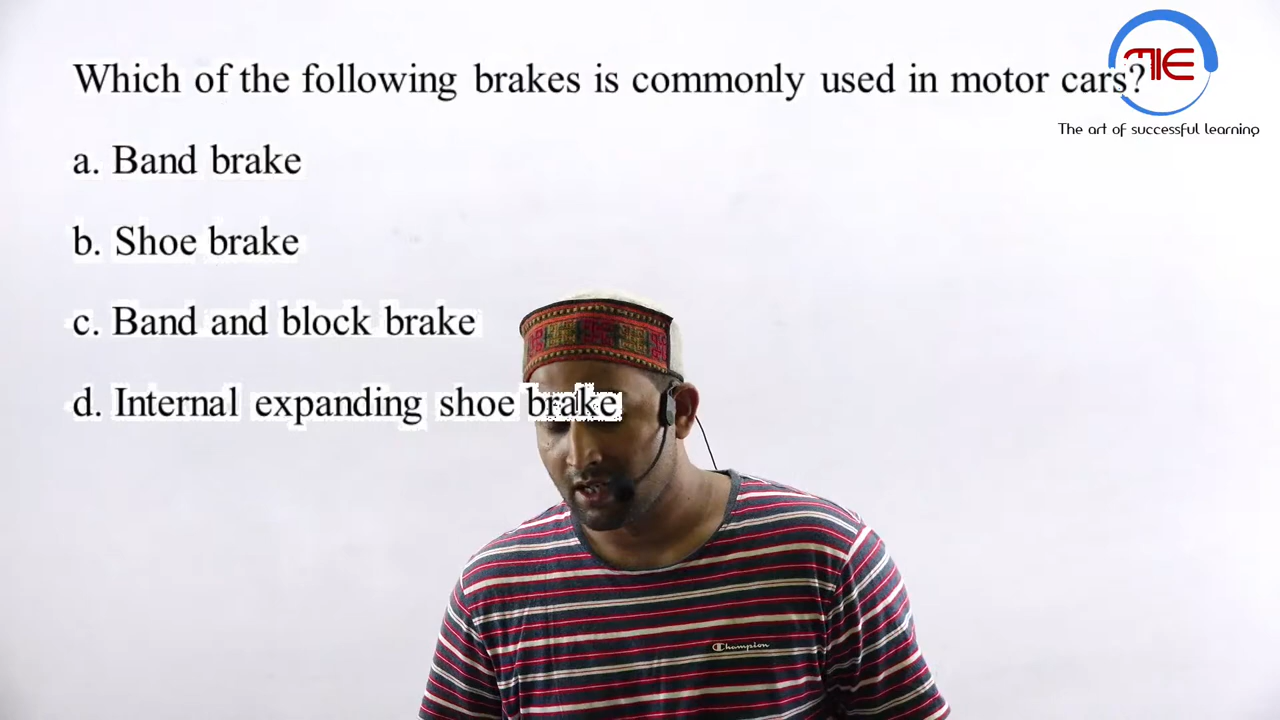 Which of the following brakes is commonly used in motor cars?
MIE
The art of successful learning
a. Band brake
b. Shoe brake
c. Band and block brake
d. Internal expanding shoe brake
Champion